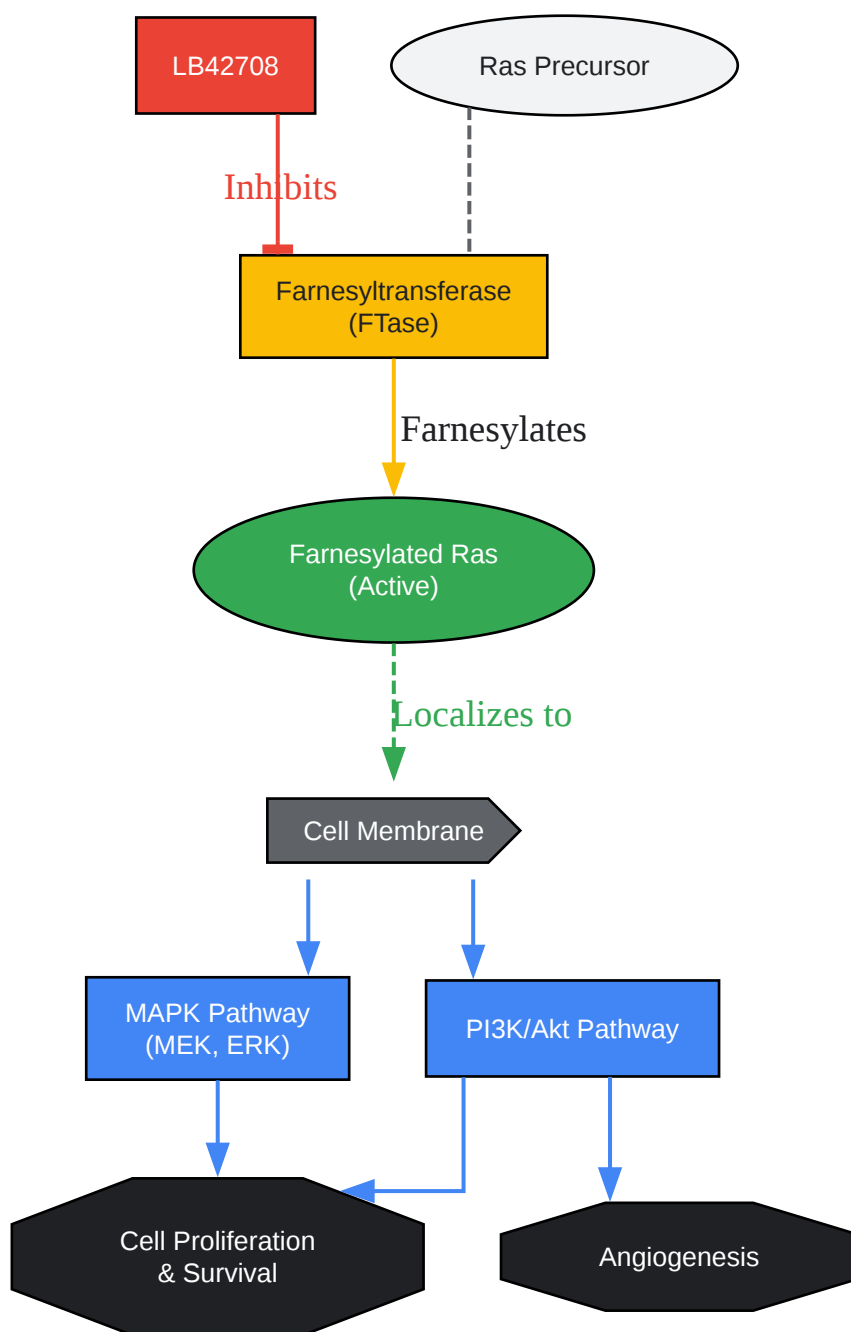 LB42708
Ras Precursor
Inhibits
Farnesyltransferase
(FTase)
Farnesylates
Farnesylated Ras
(Active)
Localizes to
Cell Membrane
MAPK Pathway
(MEK, ERK)
PI3K/Akt Pathway
Cell Proliferation
& Survival
Angiogenesis